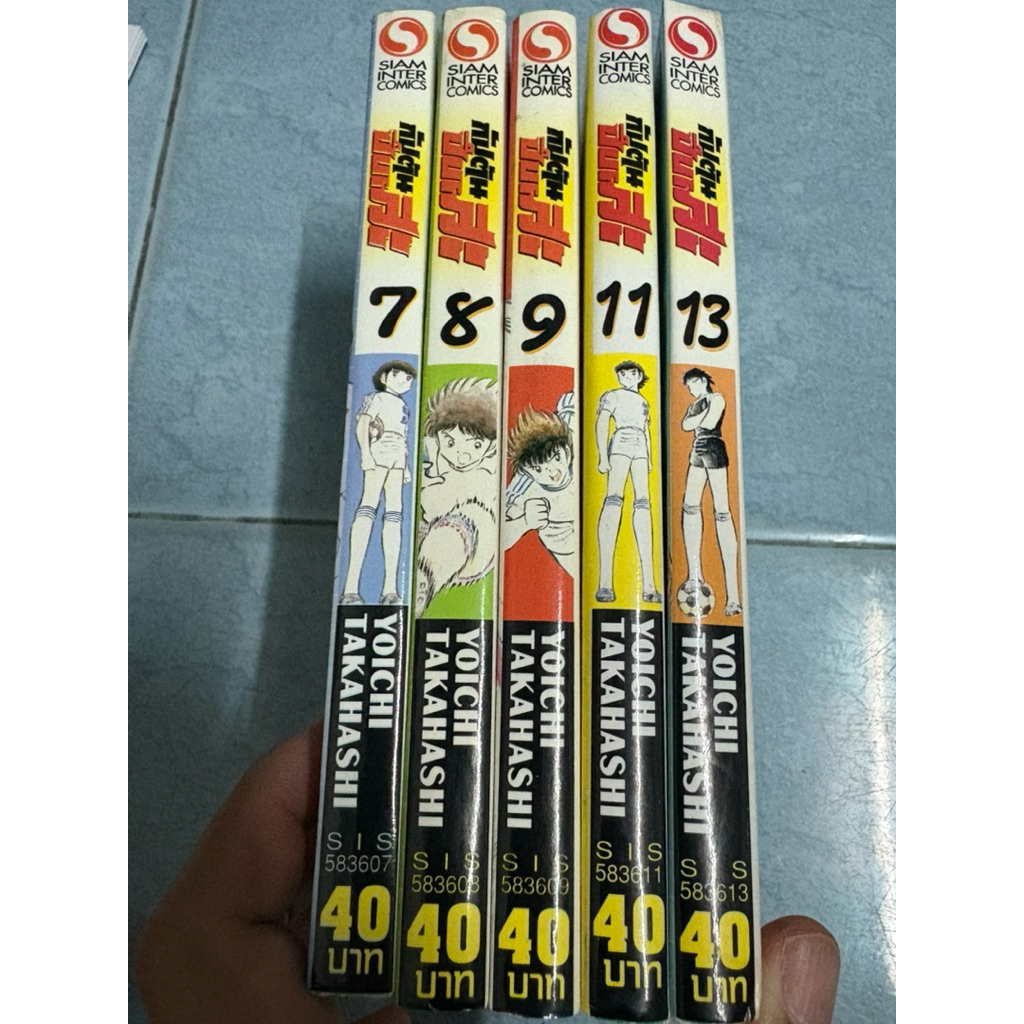 SIAM
INTER
COMICS
กัปตัน
ซึบาสะ
7
YOICHI
TAKAHASHI
S I S
583607
40
บาท
SIAM
INTER
COMICS
กัปตัน
ซึบาสะ
8
YOICHI
TAKAHASHI
S I S
583608
40
บาท
SIAM
INTER
COMICS
กัปตัน
ซึบาสะ
9
YOICHI
TAKAHASHI
S I S
583609
40
บาท
SIAM
INTER
COMICS
กัปตัน
ซึบาสะ
11
YOICHI
TAKAHASHI
S I S
583611
40
บาท
SIAM
INTER
COMICS
กัปตัน
ซึบาสะ
13
YOICHI
TAKAHASHI
S I S
583613
40
บาท